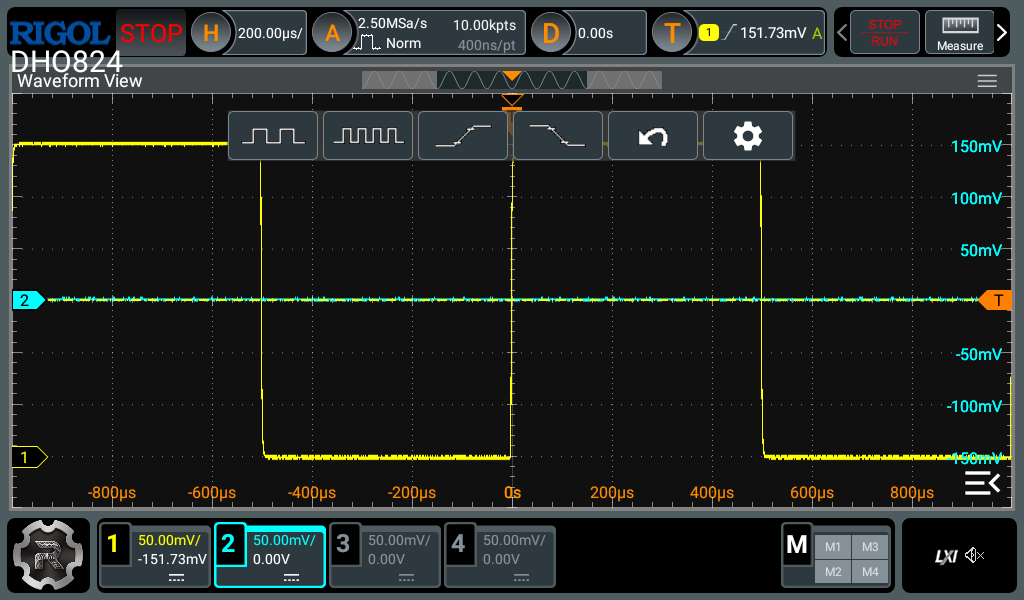 RIGOL STOP H 200.00µs/ A 2.50MSa/s 10.00kpts D 0.00s T 1 151.73mV A STOP RUN Measure
Norm 400ns/pt
DHO824
Waveform View
150mV
100mV
50mV
2 T
-50mV
-100mV
1 -150mV
-800µs -600µs -400µs -200µs 0s 200µs 400µs 600µs 800µs
1 50.00mV/ 2 50.00mV/ 3 50.00mV/ 4 50.00mV/ M M1 M3
-151.73mV 0.00V 0.00V 0.00V M2 M4
R LXI